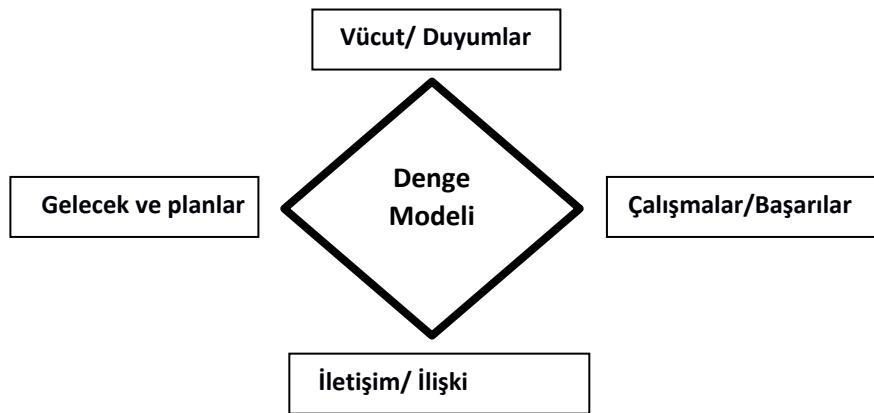 Vücut/ Duyumlar
Denge
Modeli
Gelecek ve planlar
Çalışmalar/Başarılar
İletişim/ İlişki